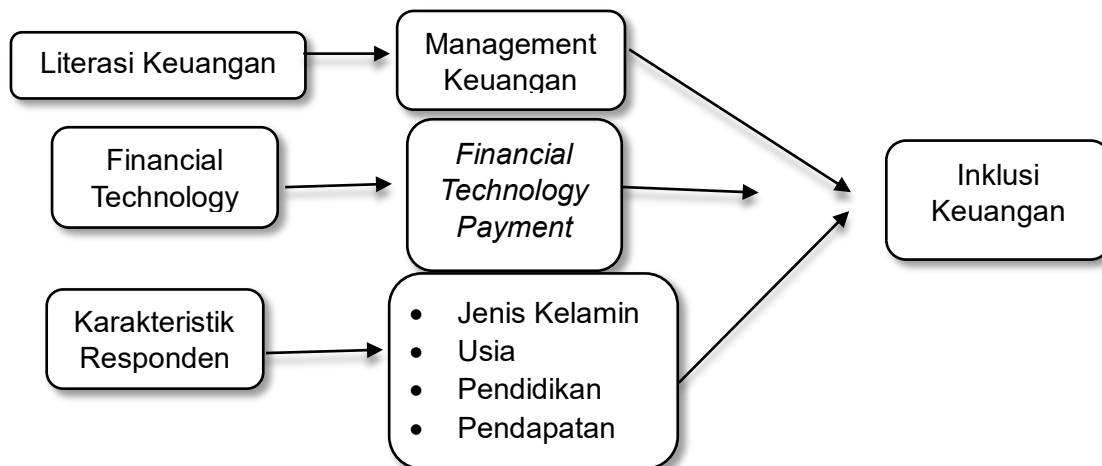 Literasi Keuangan
Management
Keuangan
Financial
Technology
Financial
Technology
Payment
Inklusi
Keuangan
Karakteristik
Responden
• Jenis Kelamin
• Usia
• Pendidikan
• Pendapatan